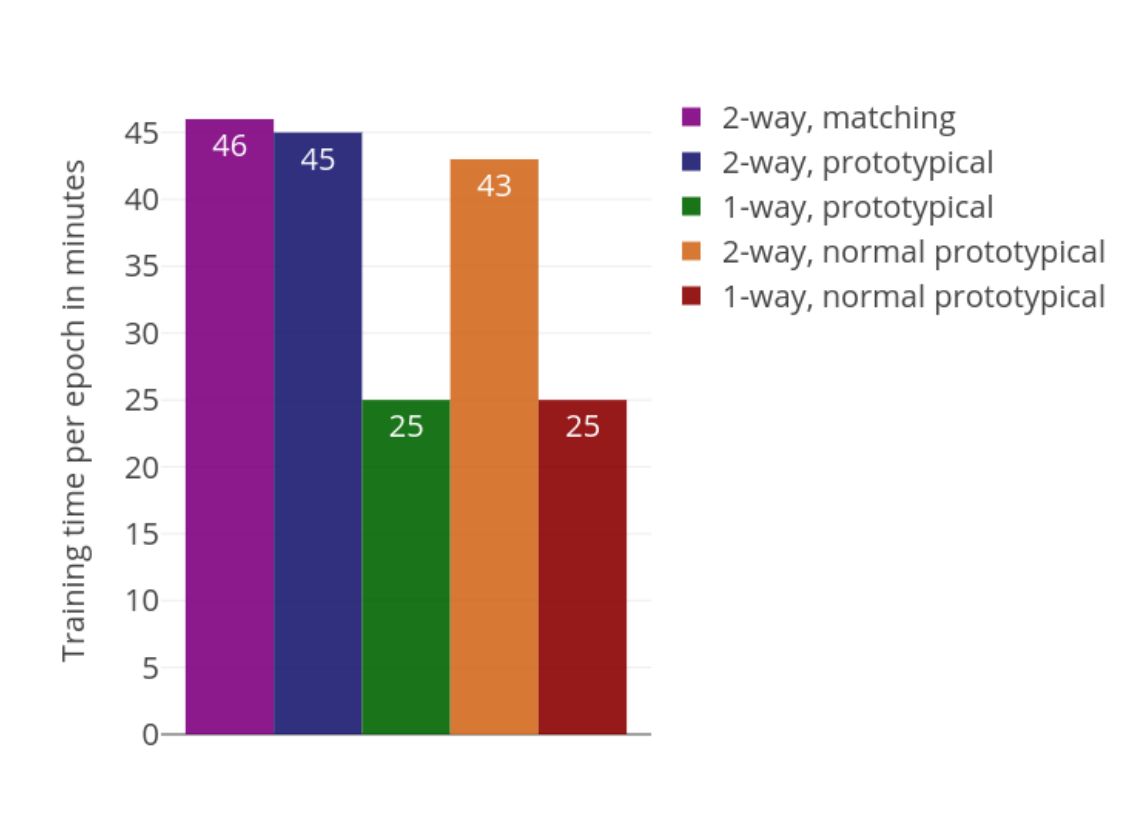 Training time per epoch in minutes
45
40
35
30
25
20
15
10
5
0
46
45
25
43
25
2-way, matching
2-way, prototypical
1-way, prototypical
2-way, normal prototypical
1-way, normal prototypical